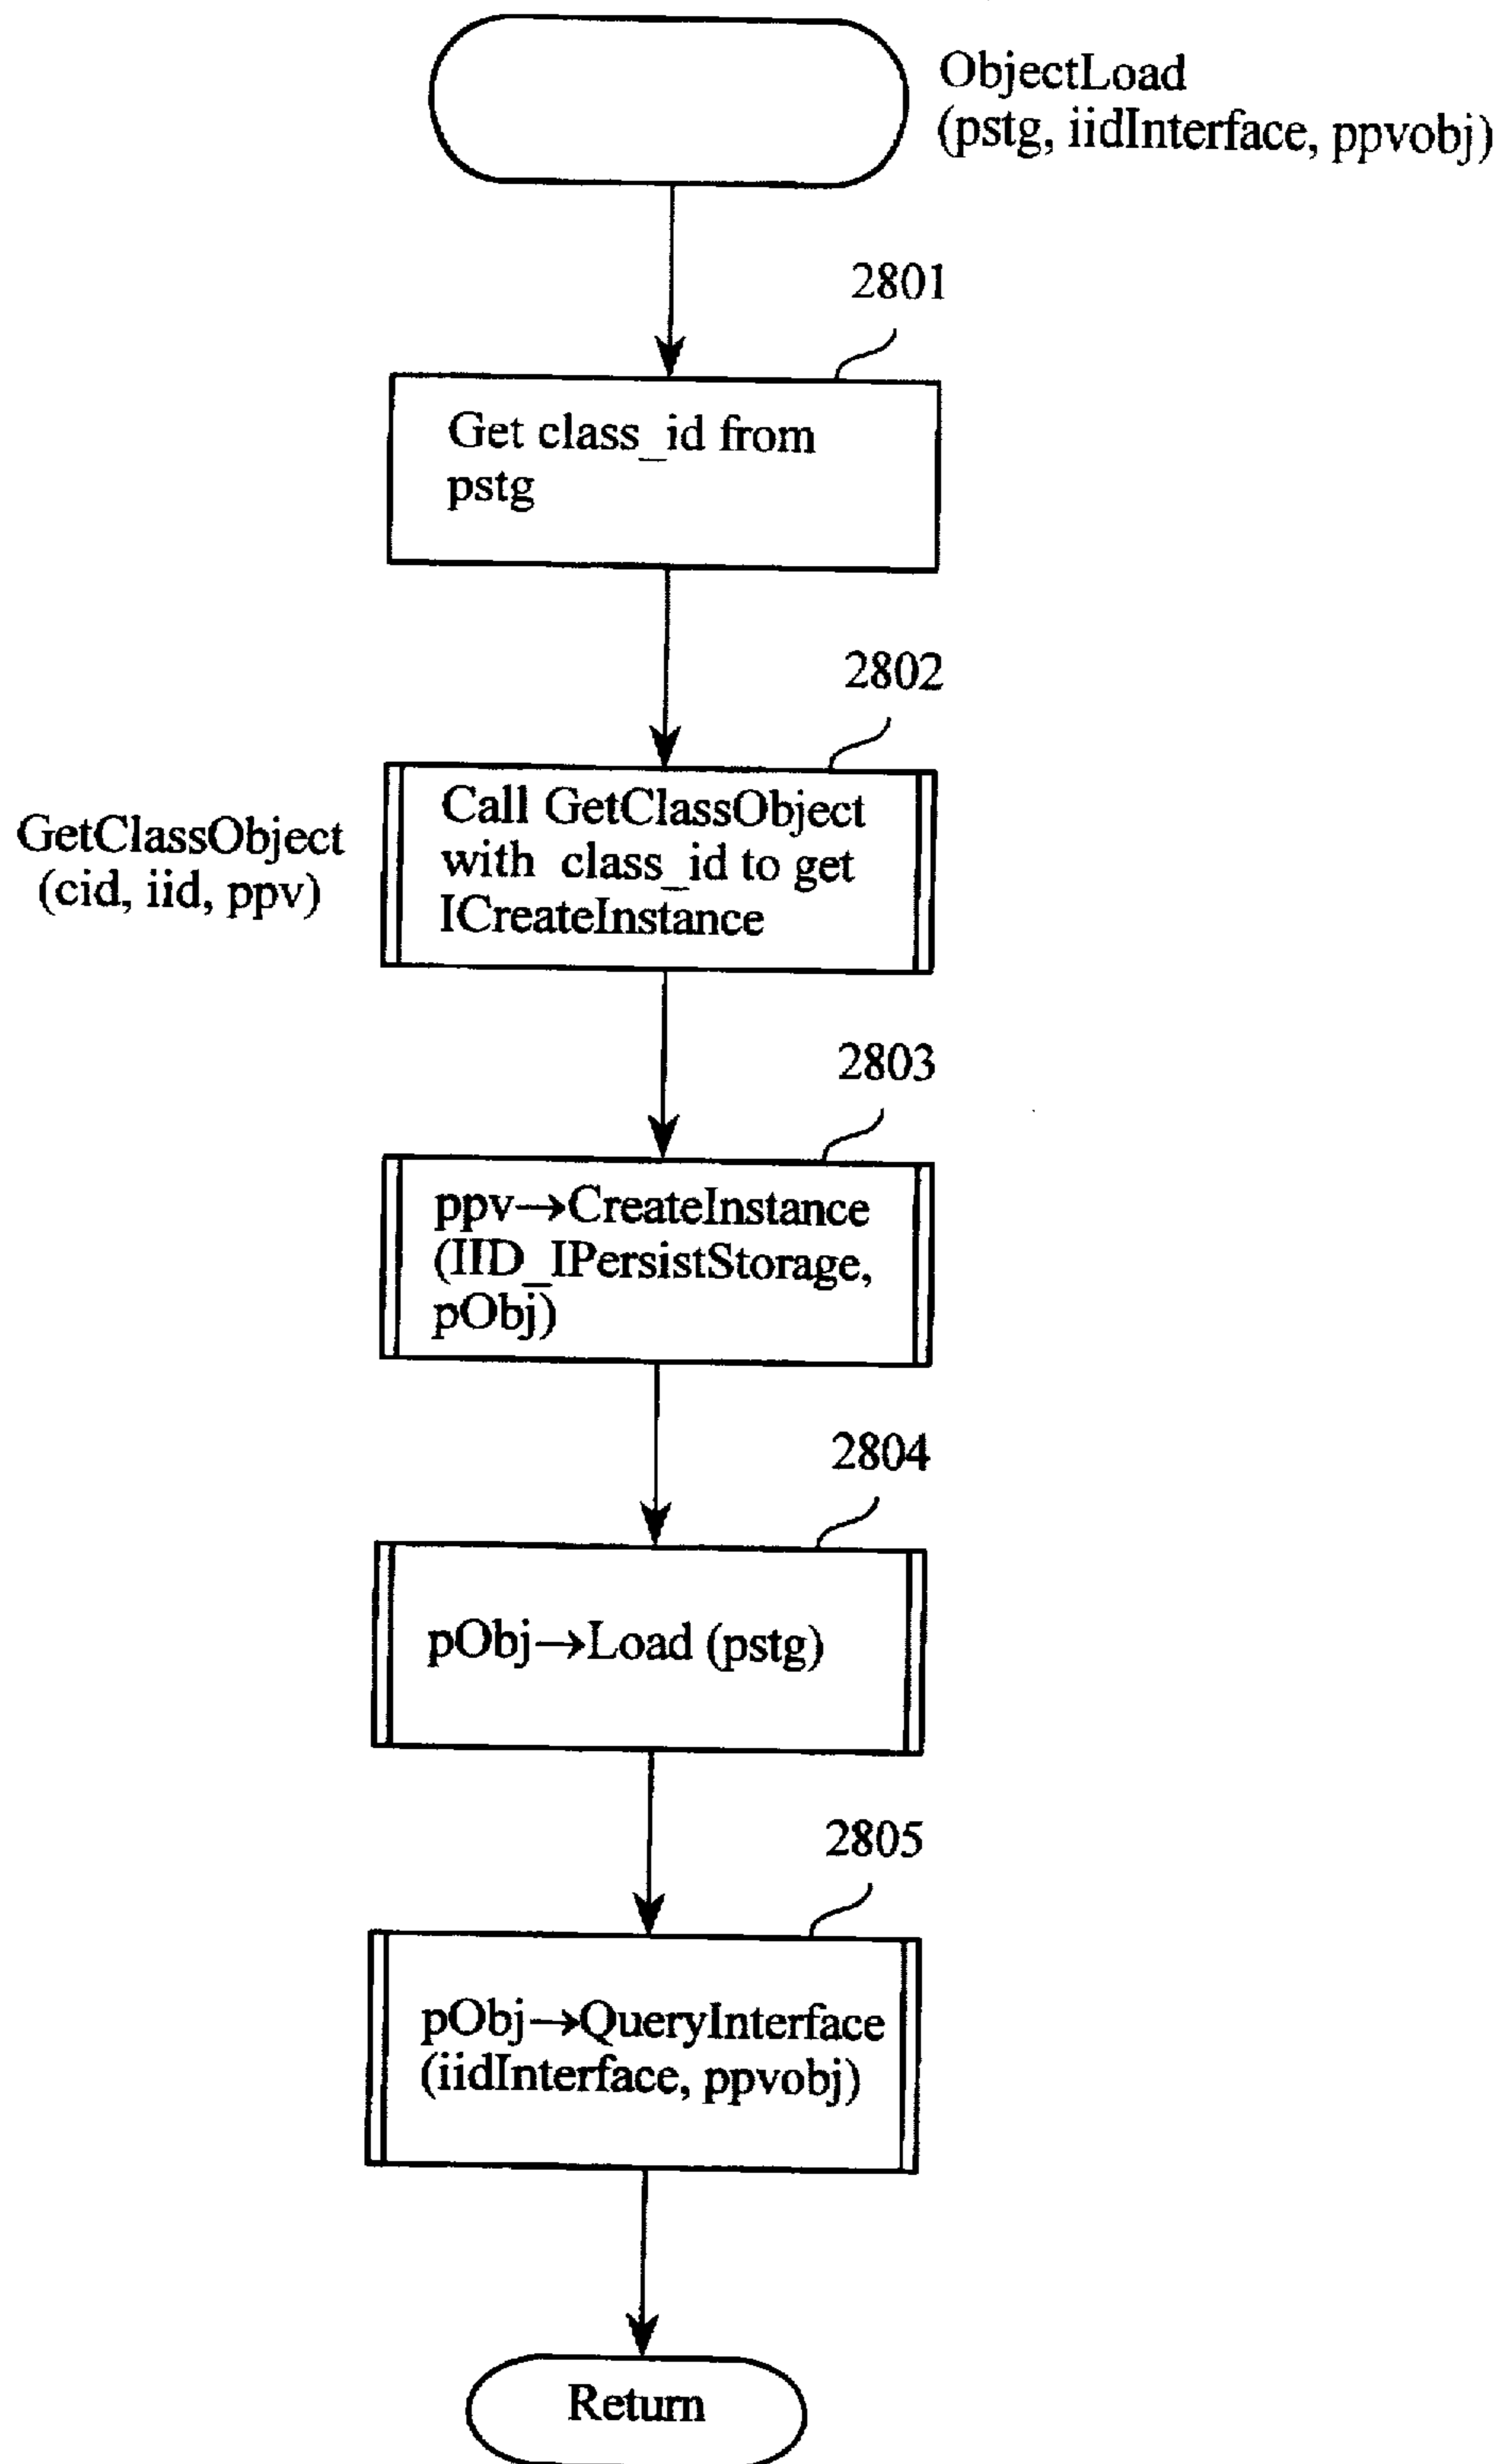 ObjectLoad
(pstg, iidInterface, ppvobj)
2801
Get class_id from
pstg
2802
GetClassObject
(cid, iid, ppv)
Call GetClassObject
with class_id to get
ICreateInstance
2803
ppv→CreateInstance
(IID_IPersistStorage,
pObj)
2804
pObj→Load (pstg)
2805
pObj→QueryInterface
(iidInterface, ppvobj)
Return